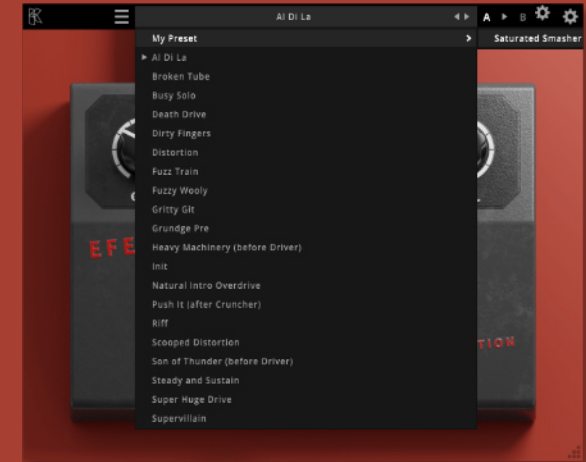 Al Di La
A
B
My Preset
Saturated Smasher
Al Di La
Broken Tube
Busy Solo
Death Drive
Dirty Fingers
Distortion
Fuzz Train
Fuzzy Wooly
Gritty Git
Grundge Pre
Heavy Machinery (before Driver)
Init
Natural Intro Overdrive
Push It (after Cruncher)
Riff
Scooped Distortion
Son of Thunder (before Driver)
Steady and Sustain
Super Huge Drive
Supervillain
EFE
TION